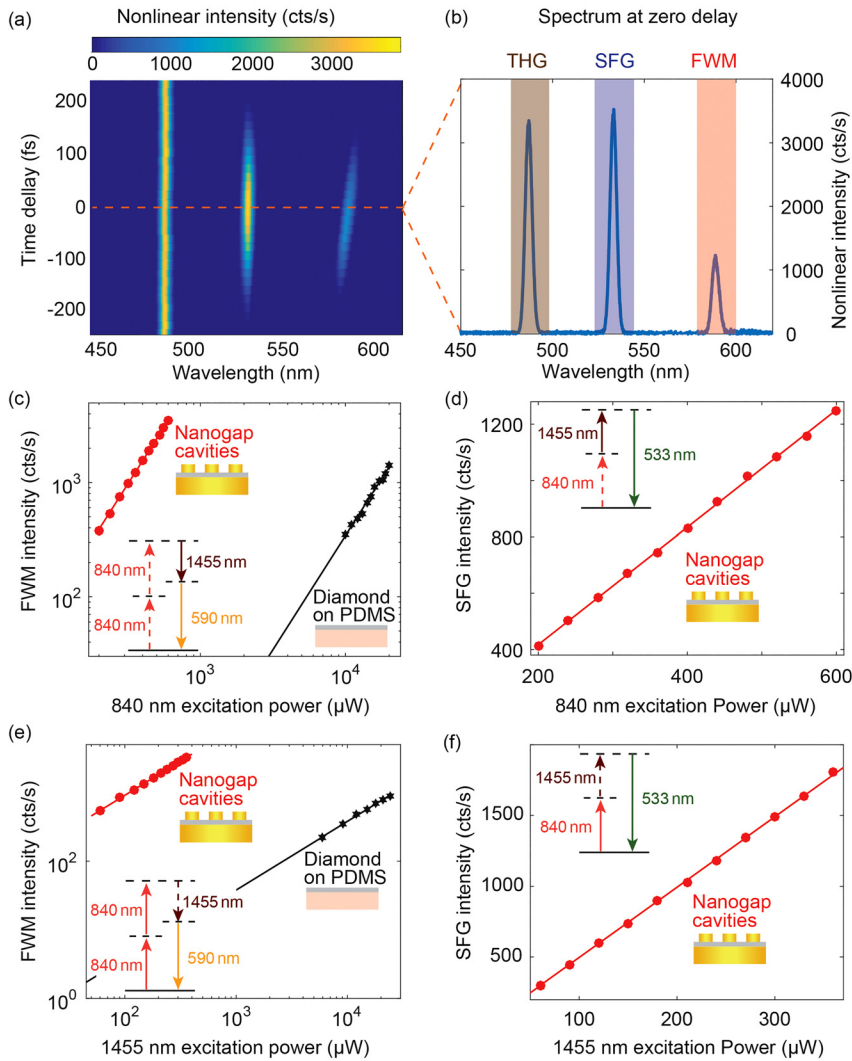 (a) Nonlinear intensity (cts/s)
0 1000 2000 3000
Time dellay (fs)
200
100
0
-100
-200
450 500 550 600
Wavelength (nm)
(b) Spectrum at zero delay
THG SFG FWM
4000
3000
2000
1000
0
Nonlinear intensity (cts/s)
450 500 550 600
Wavelength (nm)
(c)
FWM intensity (cts/s)
10³
10²
Nanogap
cavities
840 nm
840 nm
1455 nm
590 nm
Diamond
on PDMS
10³ 10⁴
840 nm excitation power (μW)
(d)
SFG intensity (cts/s)
1200
900
600
400
1455 nm
840 nm
533 nm
Nanogap
cavities
200 400 600
840 nm excitation Power (μW)
(e)
FWM intensity (cts/s)
10²
10⁰
Nanogap
cavities
840 nm
840 nm
1455 nm
590 nm
Diamond
on PDMS
10² 10³ 10⁴
1455 nm excitation power (μW)
(f)
SFG intensity (cts/s)
1500
1000
500
1455 nm
840 nm
533 nm
Nanogap
cavities
100 200 300
1455 nm excitation Power (μW)